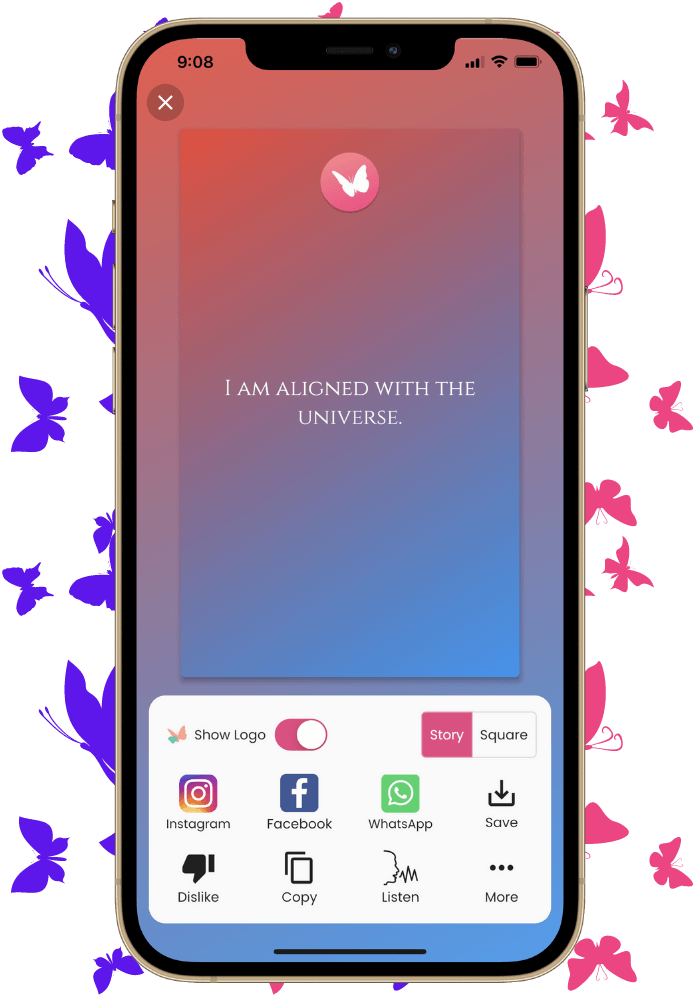 9:08
I AM ALIGNED WITH THE
UNIVERSE.
Show Logo
Story Square
Instagram Facebook WhatsApp Save
Dislike Copy Listen More